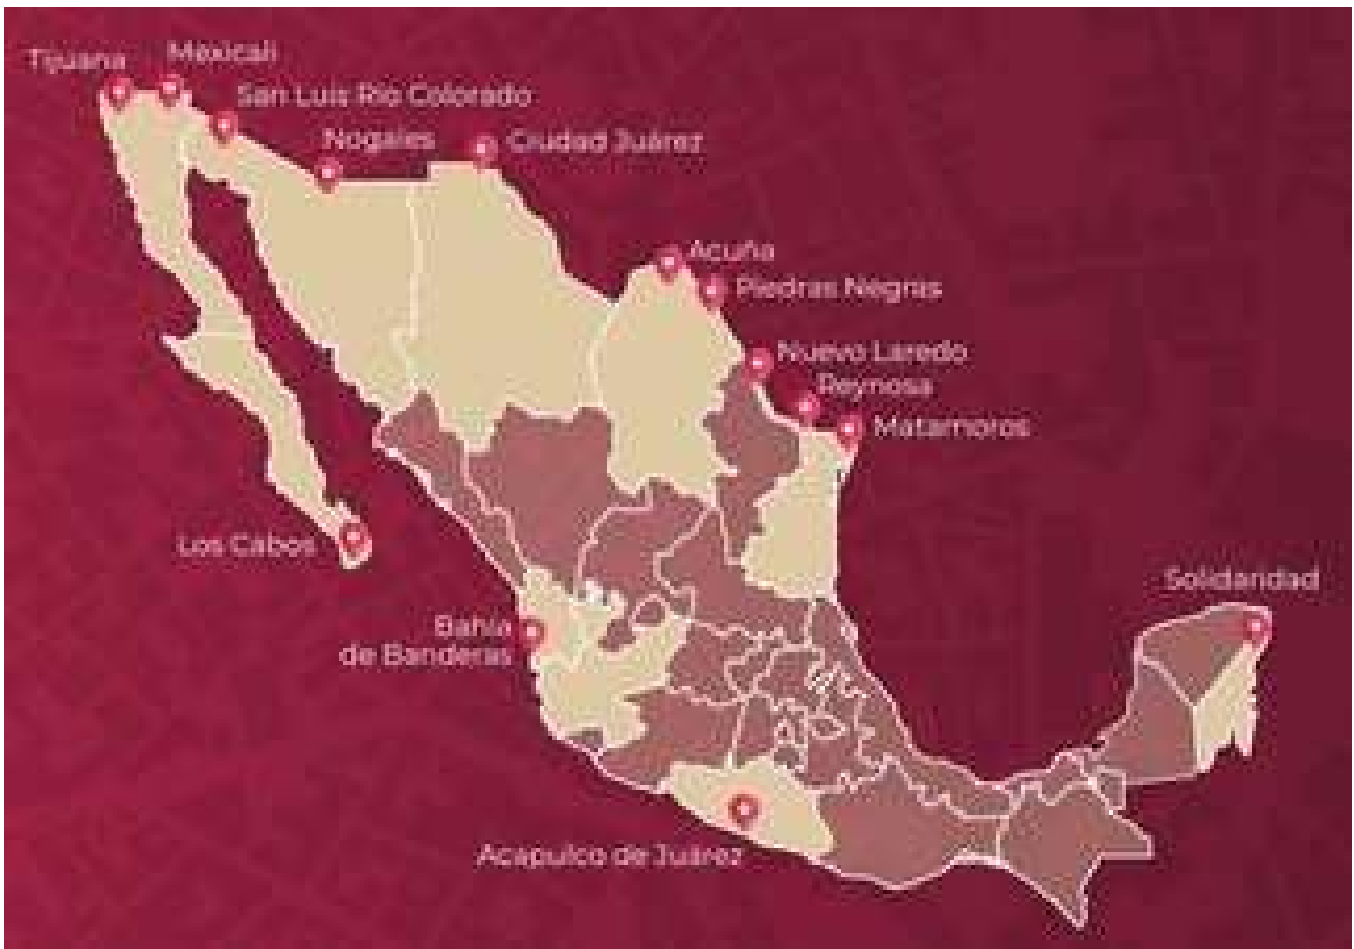 Tijuana
Mexicali
San Luis Río Colorado
Nogales
Ciudad Juárez
Acuña
Piedras Negras
Nuevo Laredo
Reynosa
Matamoros
Los Cabos
Solidaridad
Bahía
de Banderas
Acapulco de Juárez